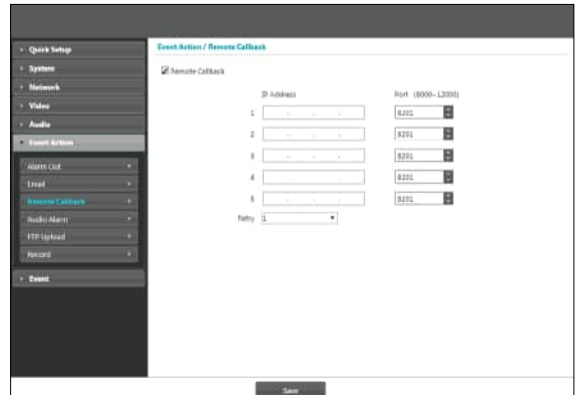 Quick Setup
System
Network
Video
Audio
Event Action
Alarm List
Email
Remote Callback
Audio Alarm
FTP Upload
Record
Event
Event Action / Remote Callback
Remote Callback
IP Address Port (8000~12000)
1 . . . 8201
2 . . . 8201
3 . . . 8201
4 . . . 8201
5 . . . 8201
Retry 1
Save